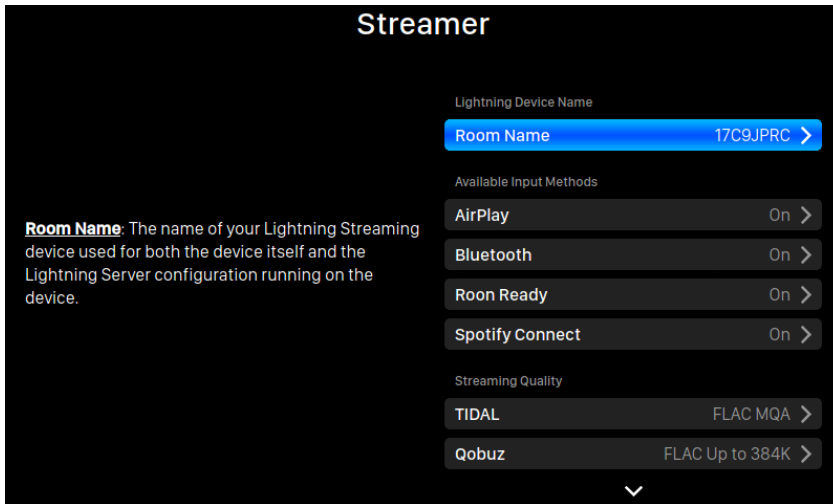 Streamer
Lightning Device Name
Room Name 17C9JPRC
Available Input Methods
AirPlay On
Bluetooth On
Roon Ready On
Spotify Connect On
Streaming Quality
TIDAL FLAC MQA
Qobuz FLAC Up to 384K
Room Name: The name of your Lightning Streaming
device used for both the device itself and the
Lightning Server configuration running on the
device.